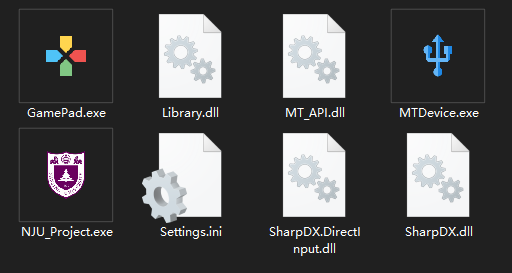 GamePad.exe
Library.dll
MT_API.dll
MTDevice.exe
NJU_Project.exe
Settings.ini
SharpDX.DirectI
nput.dll
SharpDX.dll